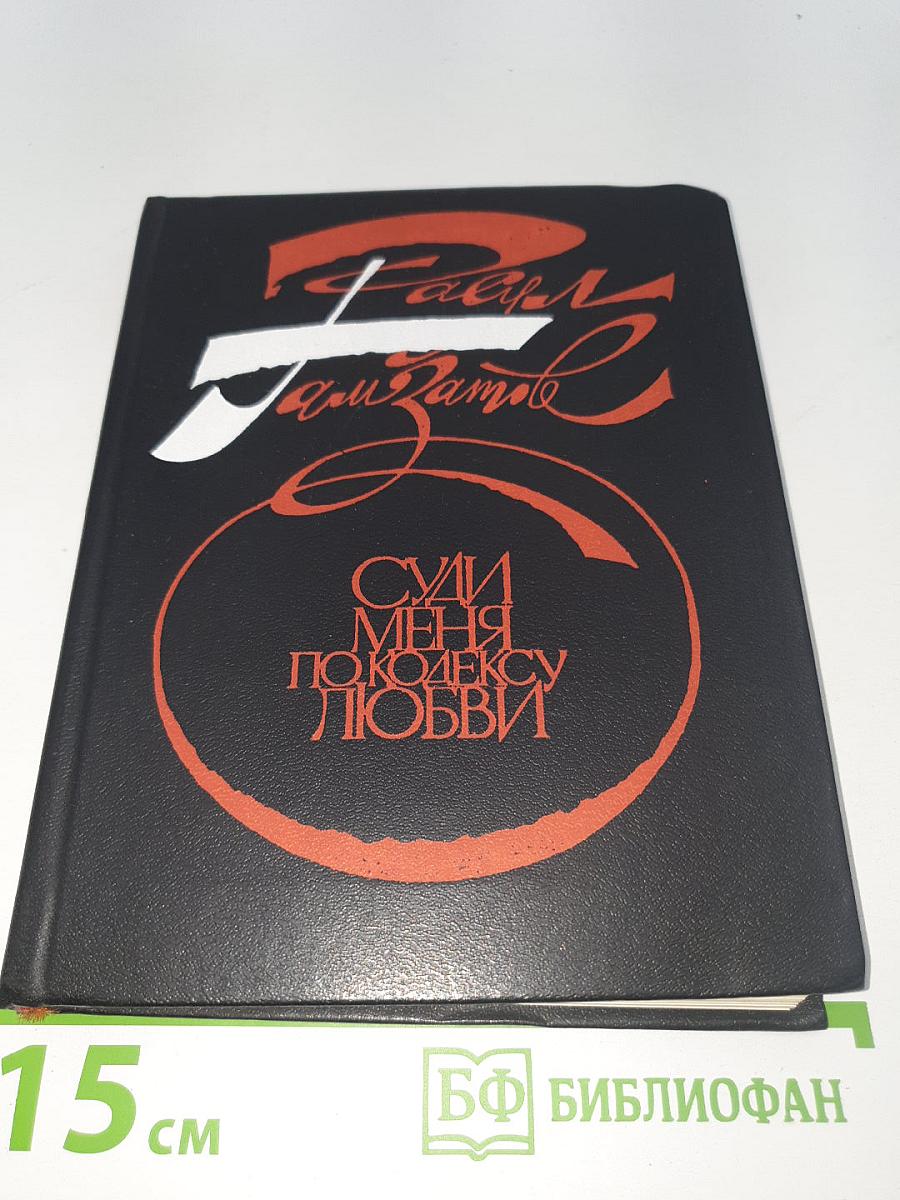 Расул
Гамзатов
СУДИ
МЕНЯ
ПО КОДЕКСУ
ЛЮБВИ
15 см
БФ БИБЛИОФАН